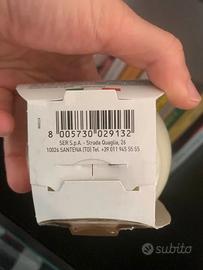 8 005730 029132
SER S.p.A. - Strada Quaglia, 26
10026 SANTENA (TO) Tel. +39 011 945 55 55
subito